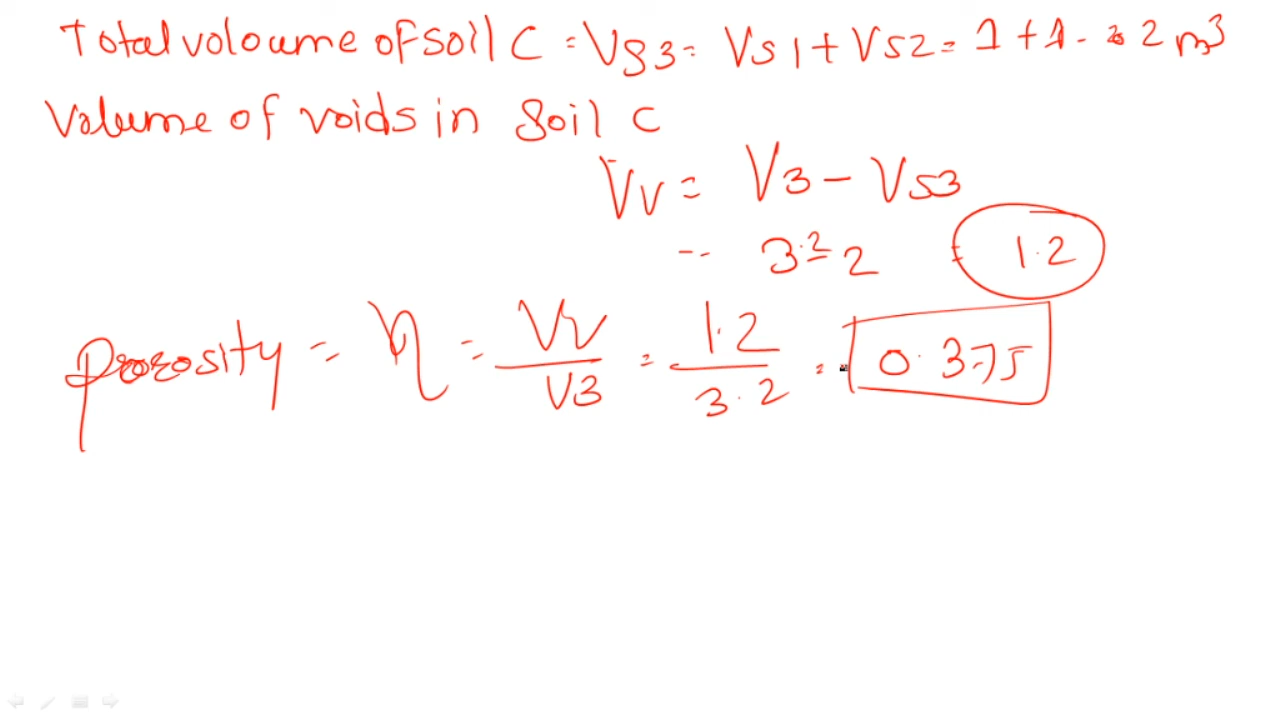 Total voloume of soil C = VS3 = VS1 + VS2 = 1 + 1 = 2 m³
Volume of voids in Soil C
Vv = V3 - VS3
= 3.2 - 2 = 1.2
porosity = η = Vv/V3 = 1.2/3.2 = 0.375